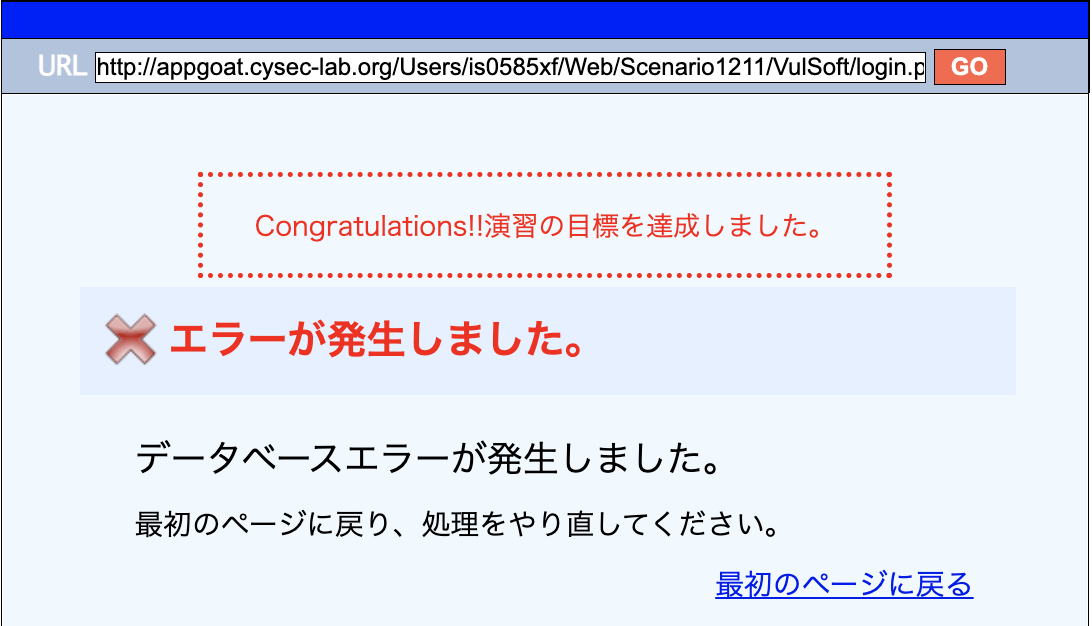 URL http://appgoat.cysec-lab.org/Users/is0585xf/Web/Scenario1211/VulSoft/login.p GO
Congratulations!!演習の目標を達成しました。
エラーが発生しました。
データベースエラーが発生しました。
最初のページに戻り、処理をやり直してください。
最初のページに戻る